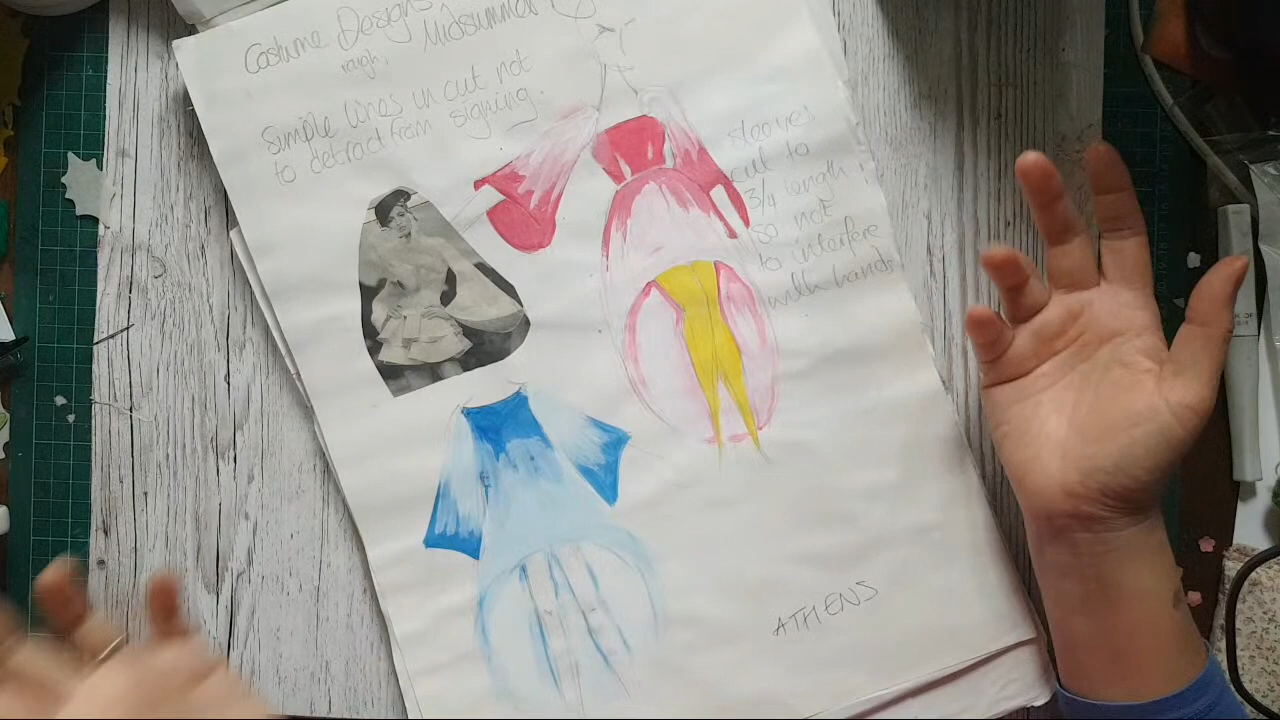 Costume Designs
rough, Midsummer
Simple lines in cut not
to detract from signing.
sleeves
cut to
3/4 length
so not
to interfere
with hands
ATHENS